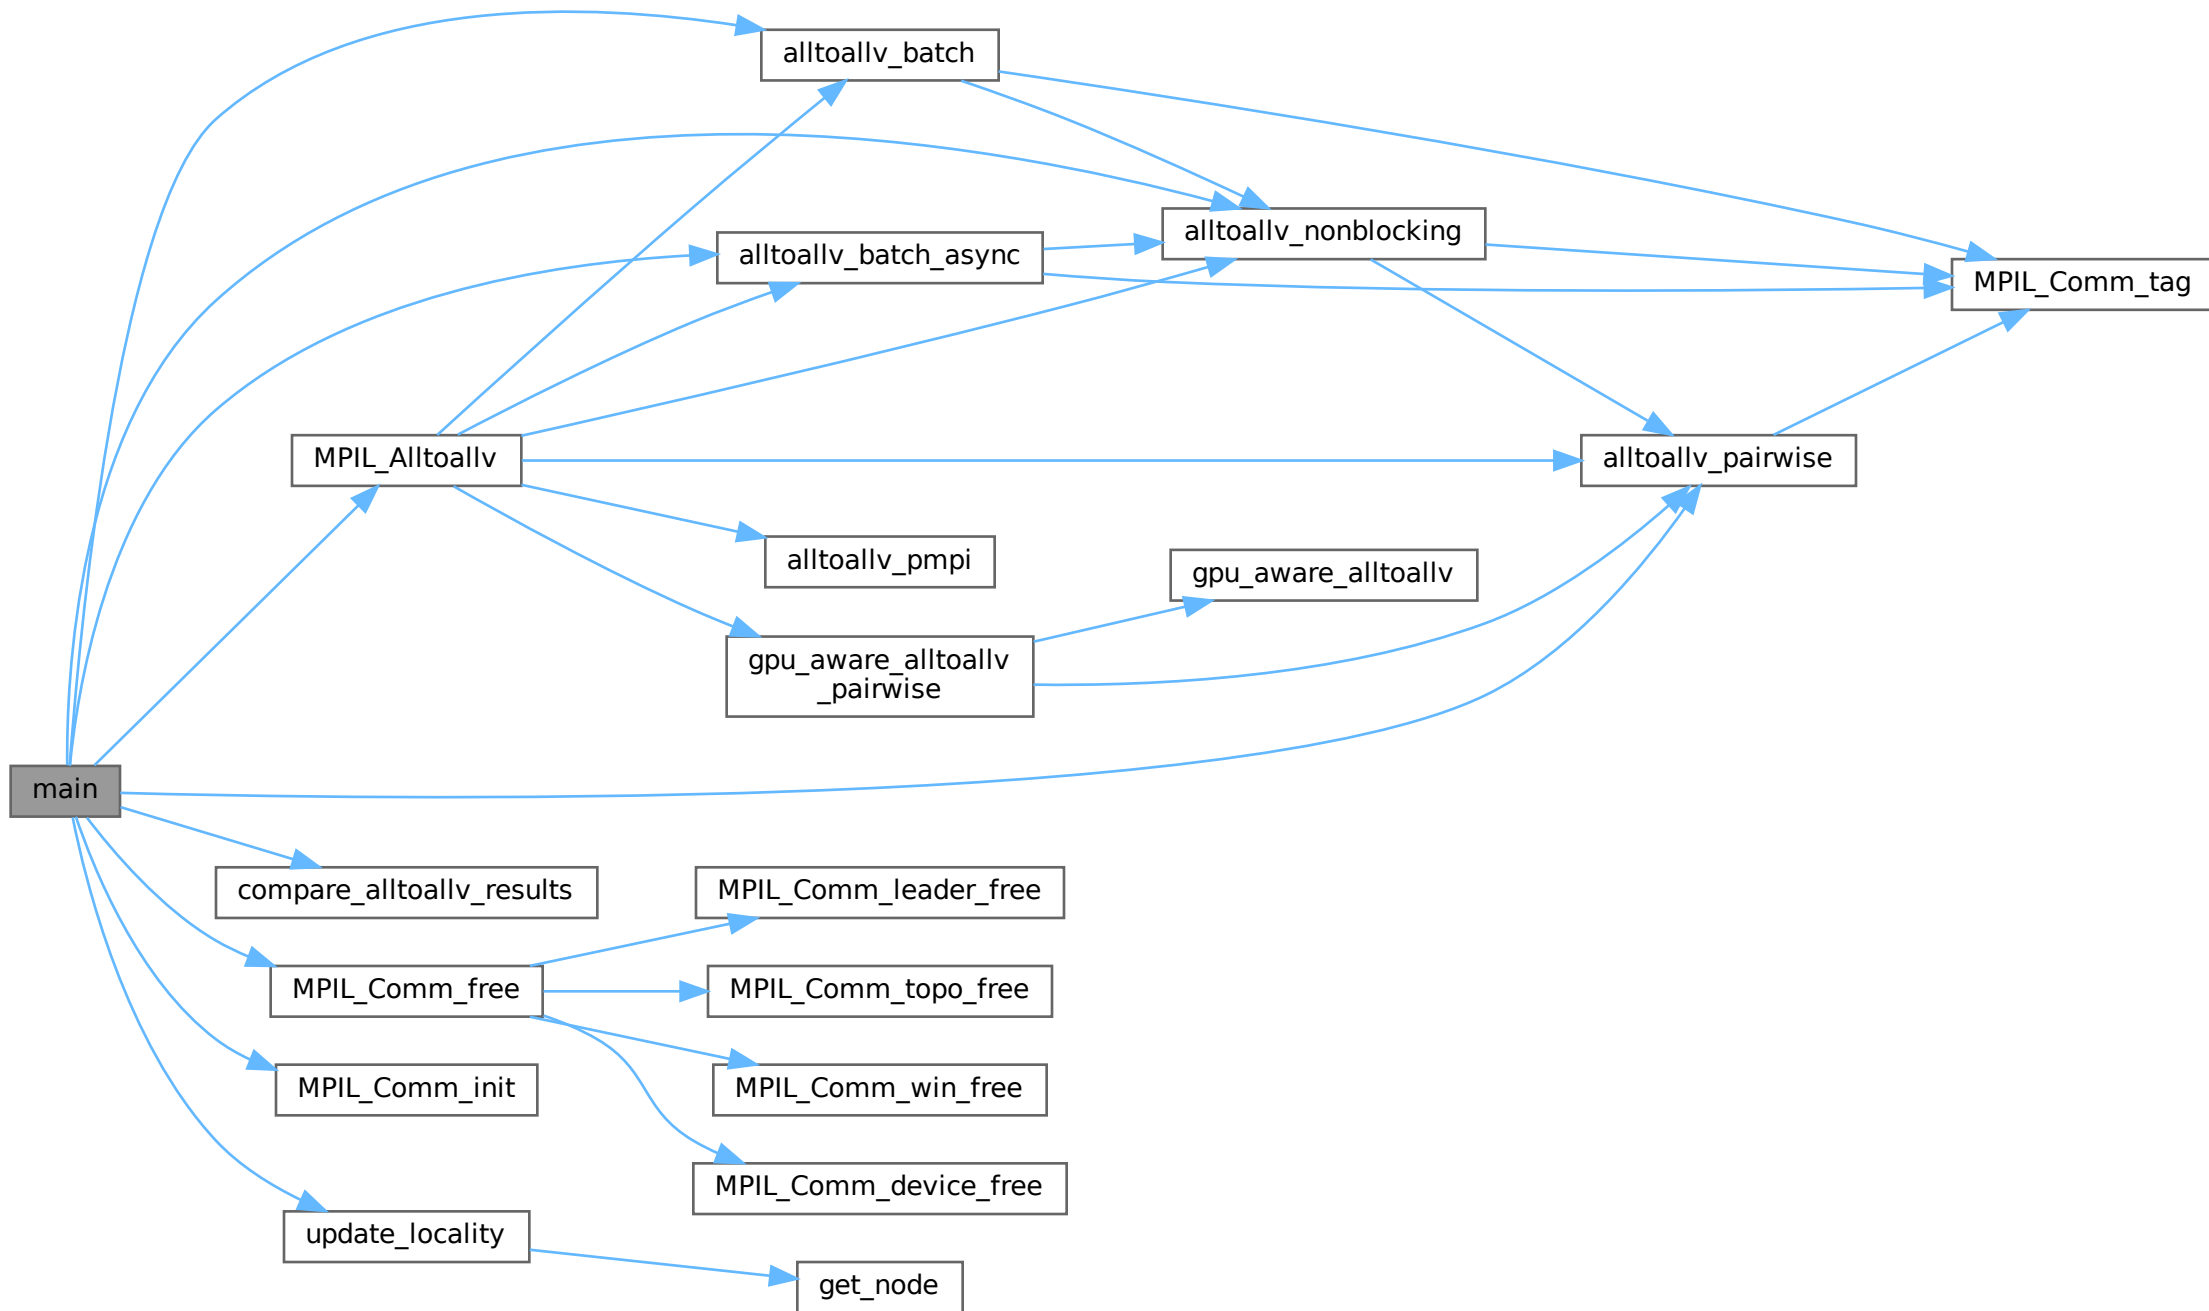 alltoallv_batch
alltoallv_nonblocking
alltoallv_batch_async
MPIL_Comm_tag
MPIL_Alltoallv
alltoallv_pairwise
alltoallv_pmpi
gpu_aware_alltoallv
gpu_aware_alltoallv
_pairwise
main
compare_alltoallv_results
MPIL_Comm_leader_free
MPIL_Comm_free
MPIL_Comm_topo_free
MPIL_Comm_init
MPIL_Comm_win_free
MPIL_Comm_device_free
update_locality
get_node